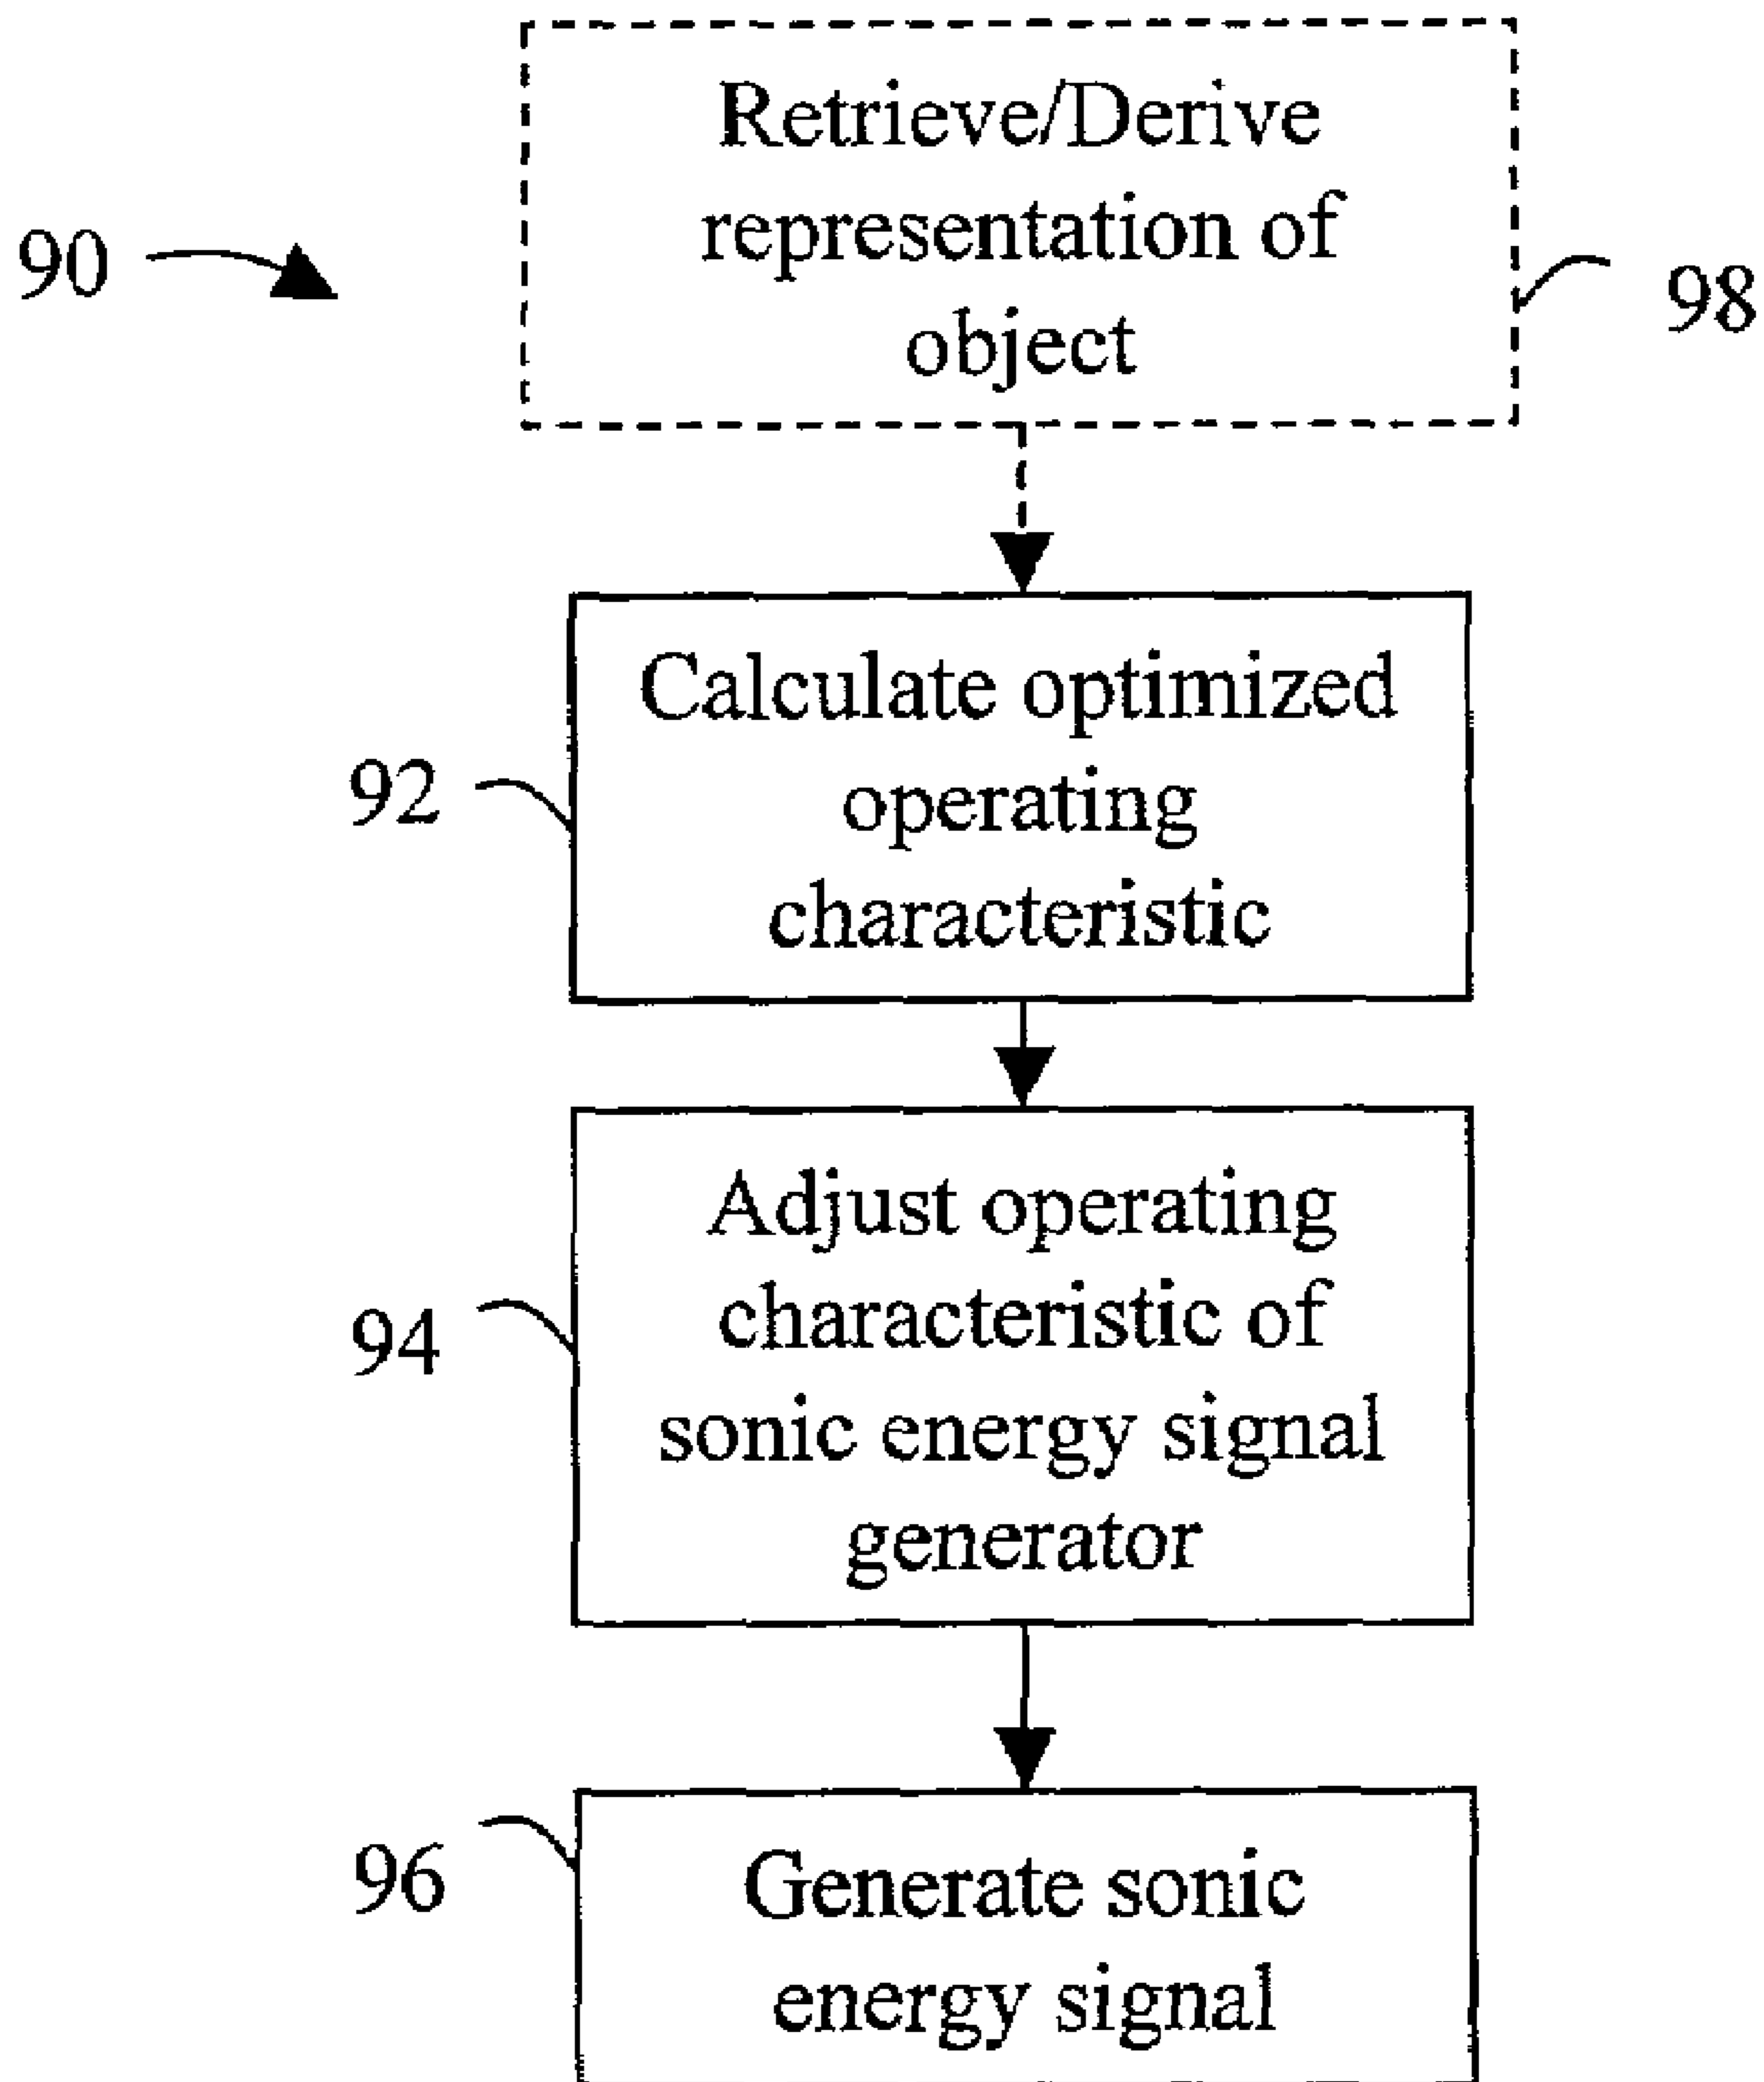 Retrieve/Derive
representation of
object
90
98
Calculate optimized
operating
characteristic
92
Adjust operating
characteristic of
sonic energy signal
generator
94
Generate sonic
energy signal
96